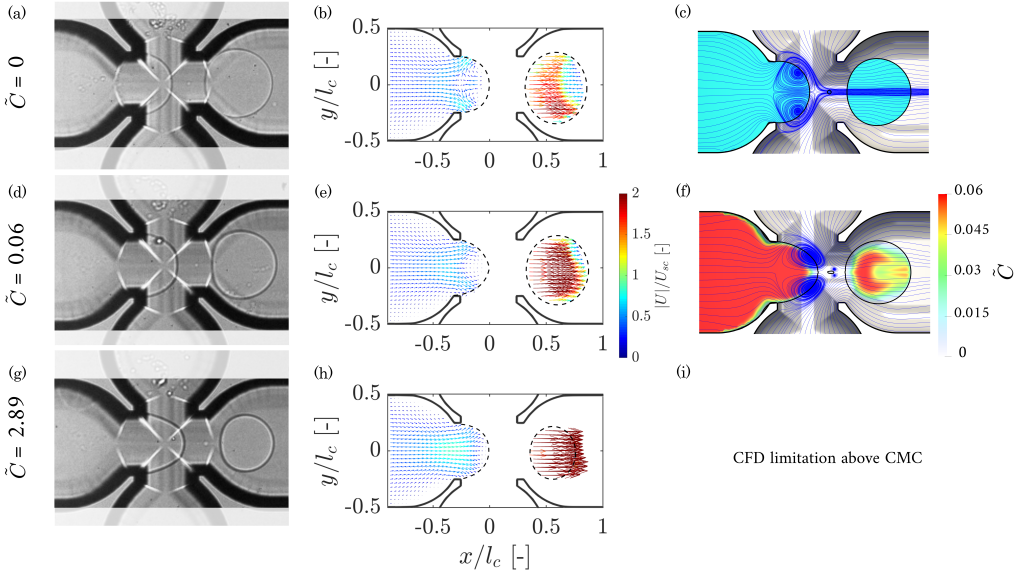 (a)
(b)
(c)
C̃ = 0
y/l_c [-]
0.5
0
-0.5
-0.5
0
0.5
1
(d)
(e)
(f)
C̃ = 0.06
y/l_c [-]
0.5
0
-0.5
-0.5
0
0.5
1
2
1.5
1
0.5
0
|U|/U_sc [-]
0.06
0.045
0.03
0.015
0
C̃
(g)
(h)
(i)
C̃ = 2.89
y/l_c [-]
0.5
0
-0.5
-0.5
0
0.5
1
x/l_c [-]
CFD limitation above CMC